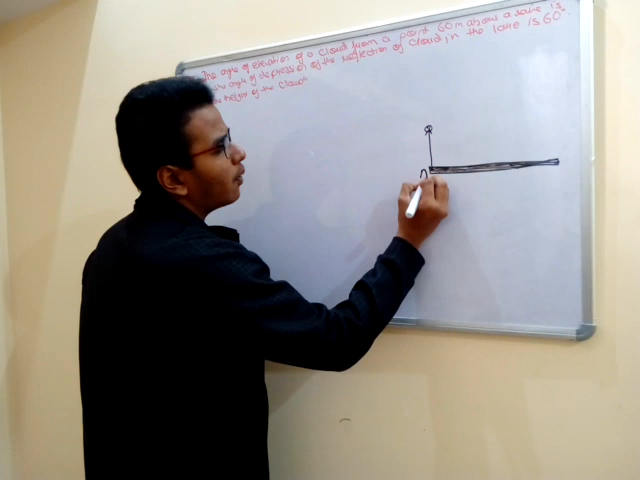 The angle of elevation of a cloud from a point 60m above a lake is
the angle of depression of the reflection of cloud, in the lake is 60°.
the height of the cloud